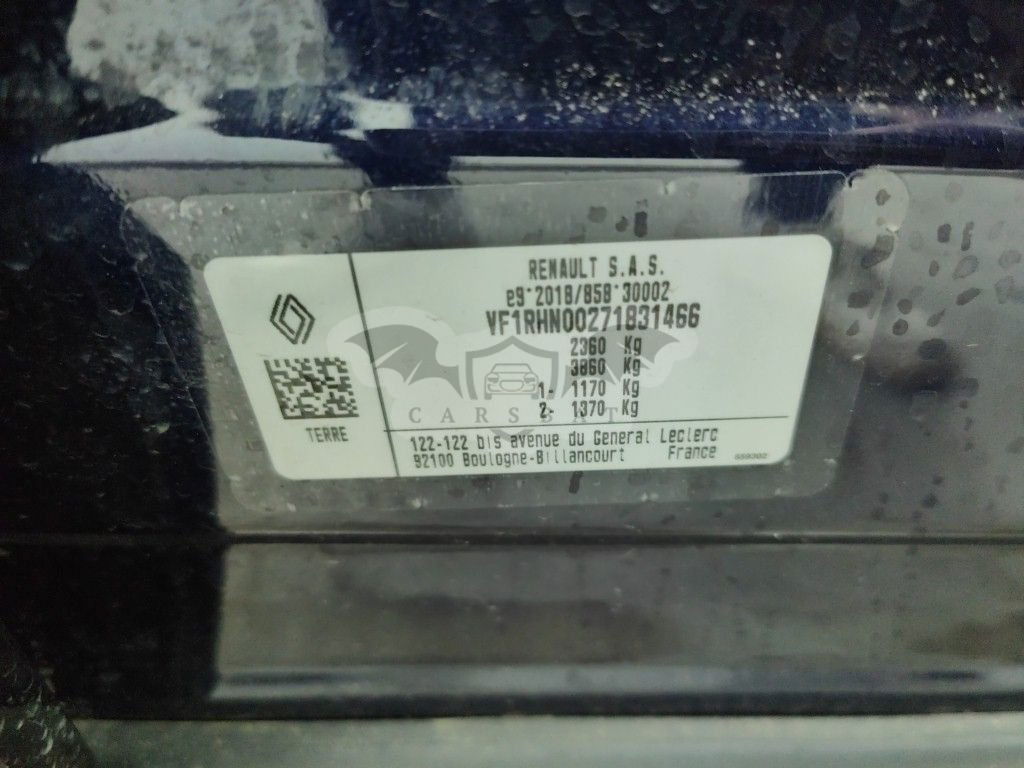 RENAULT S.A.S.
e9*2018/858*30002
VF1RHN00271831466
2360 Kg
3860 Kg
1- 1170 Kg
2- 1370 Kg
TERRE
CARSBAT
122-122 bis avenue du General Leclerc
92100 Boulogne-Billancourt France